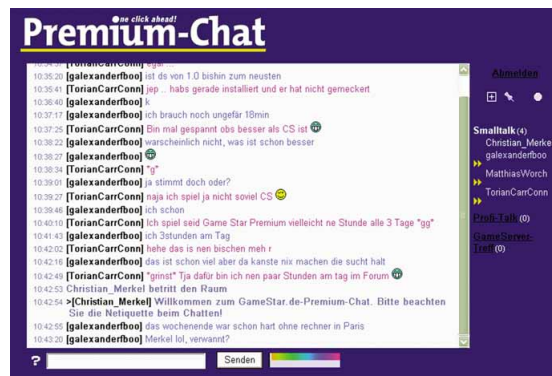 one click ahead!
Premium-Chat
10:34:37 [TorianCarrConn] egal ...
10:35:20 [galexanderfboo] ist ds von 1.0 bishin zum neusten
10:35:41 [TorianCarrConn] jep .. habs gerade installiert und er hat nicht gemeckert
10:36:40 [galexanderfboo] k
10:37:17 [galexanderfboo] ich brauch noch ungefär 18min
10:37:25 [TorianCarrConn] Bin mal gespannt obs besser als CS ist
10:38:22 [galexanderfboo] warscheinlich nicht, was ist schon besser
10:38:27 [galexanderfboo]
10:38:34 [TorianCarrConn] *g*
10:39:01 [galexanderfboo] ja stimmt doch oder?
10:39:27 [TorianCarrConn] naja ich spiel ja nicht soviel CS
10:39:46 [galexanderfboo] ich schon
10:40:10 [TorianCarrConn] Ich spiel seid Game Star Premium vielleicht ne Stunde alle 3 Tage *gg*
10:41:43 [galexanderfboo] ich 3stunden am Tag
10:42:02 [TorianCarrConn] hehe das is nen bischen meh r
10:42:16 [galexanderfboo] das ist schon viel aber da kanste nix machen die sucht halt
10:42:49 [TorianCarrConn] *grinst* Tja dafür bin ich nen paar Stunden am tag im Forum
10:42:53 Christian_Merkel betritt den Raum
10:42:54 >[Christian_Merkel] Willkommen zum GameStar.de-Premium-Chat. Bitte beachten
Sie die Netiquette beim Chatten!
10:42:55 [galexanderfboo] das wochenende war schon hart ohne rechner in Paris
10:43:20 [galexanderfboo] Merkel lol, verwannt?
? Senden
Abmelden
Smalltalk (4)
Christian_Merke
galexanderfboo
MatthiasWorch
TorianCarrConn
Profi-Talk (0)
GameServer-
Treff (0)